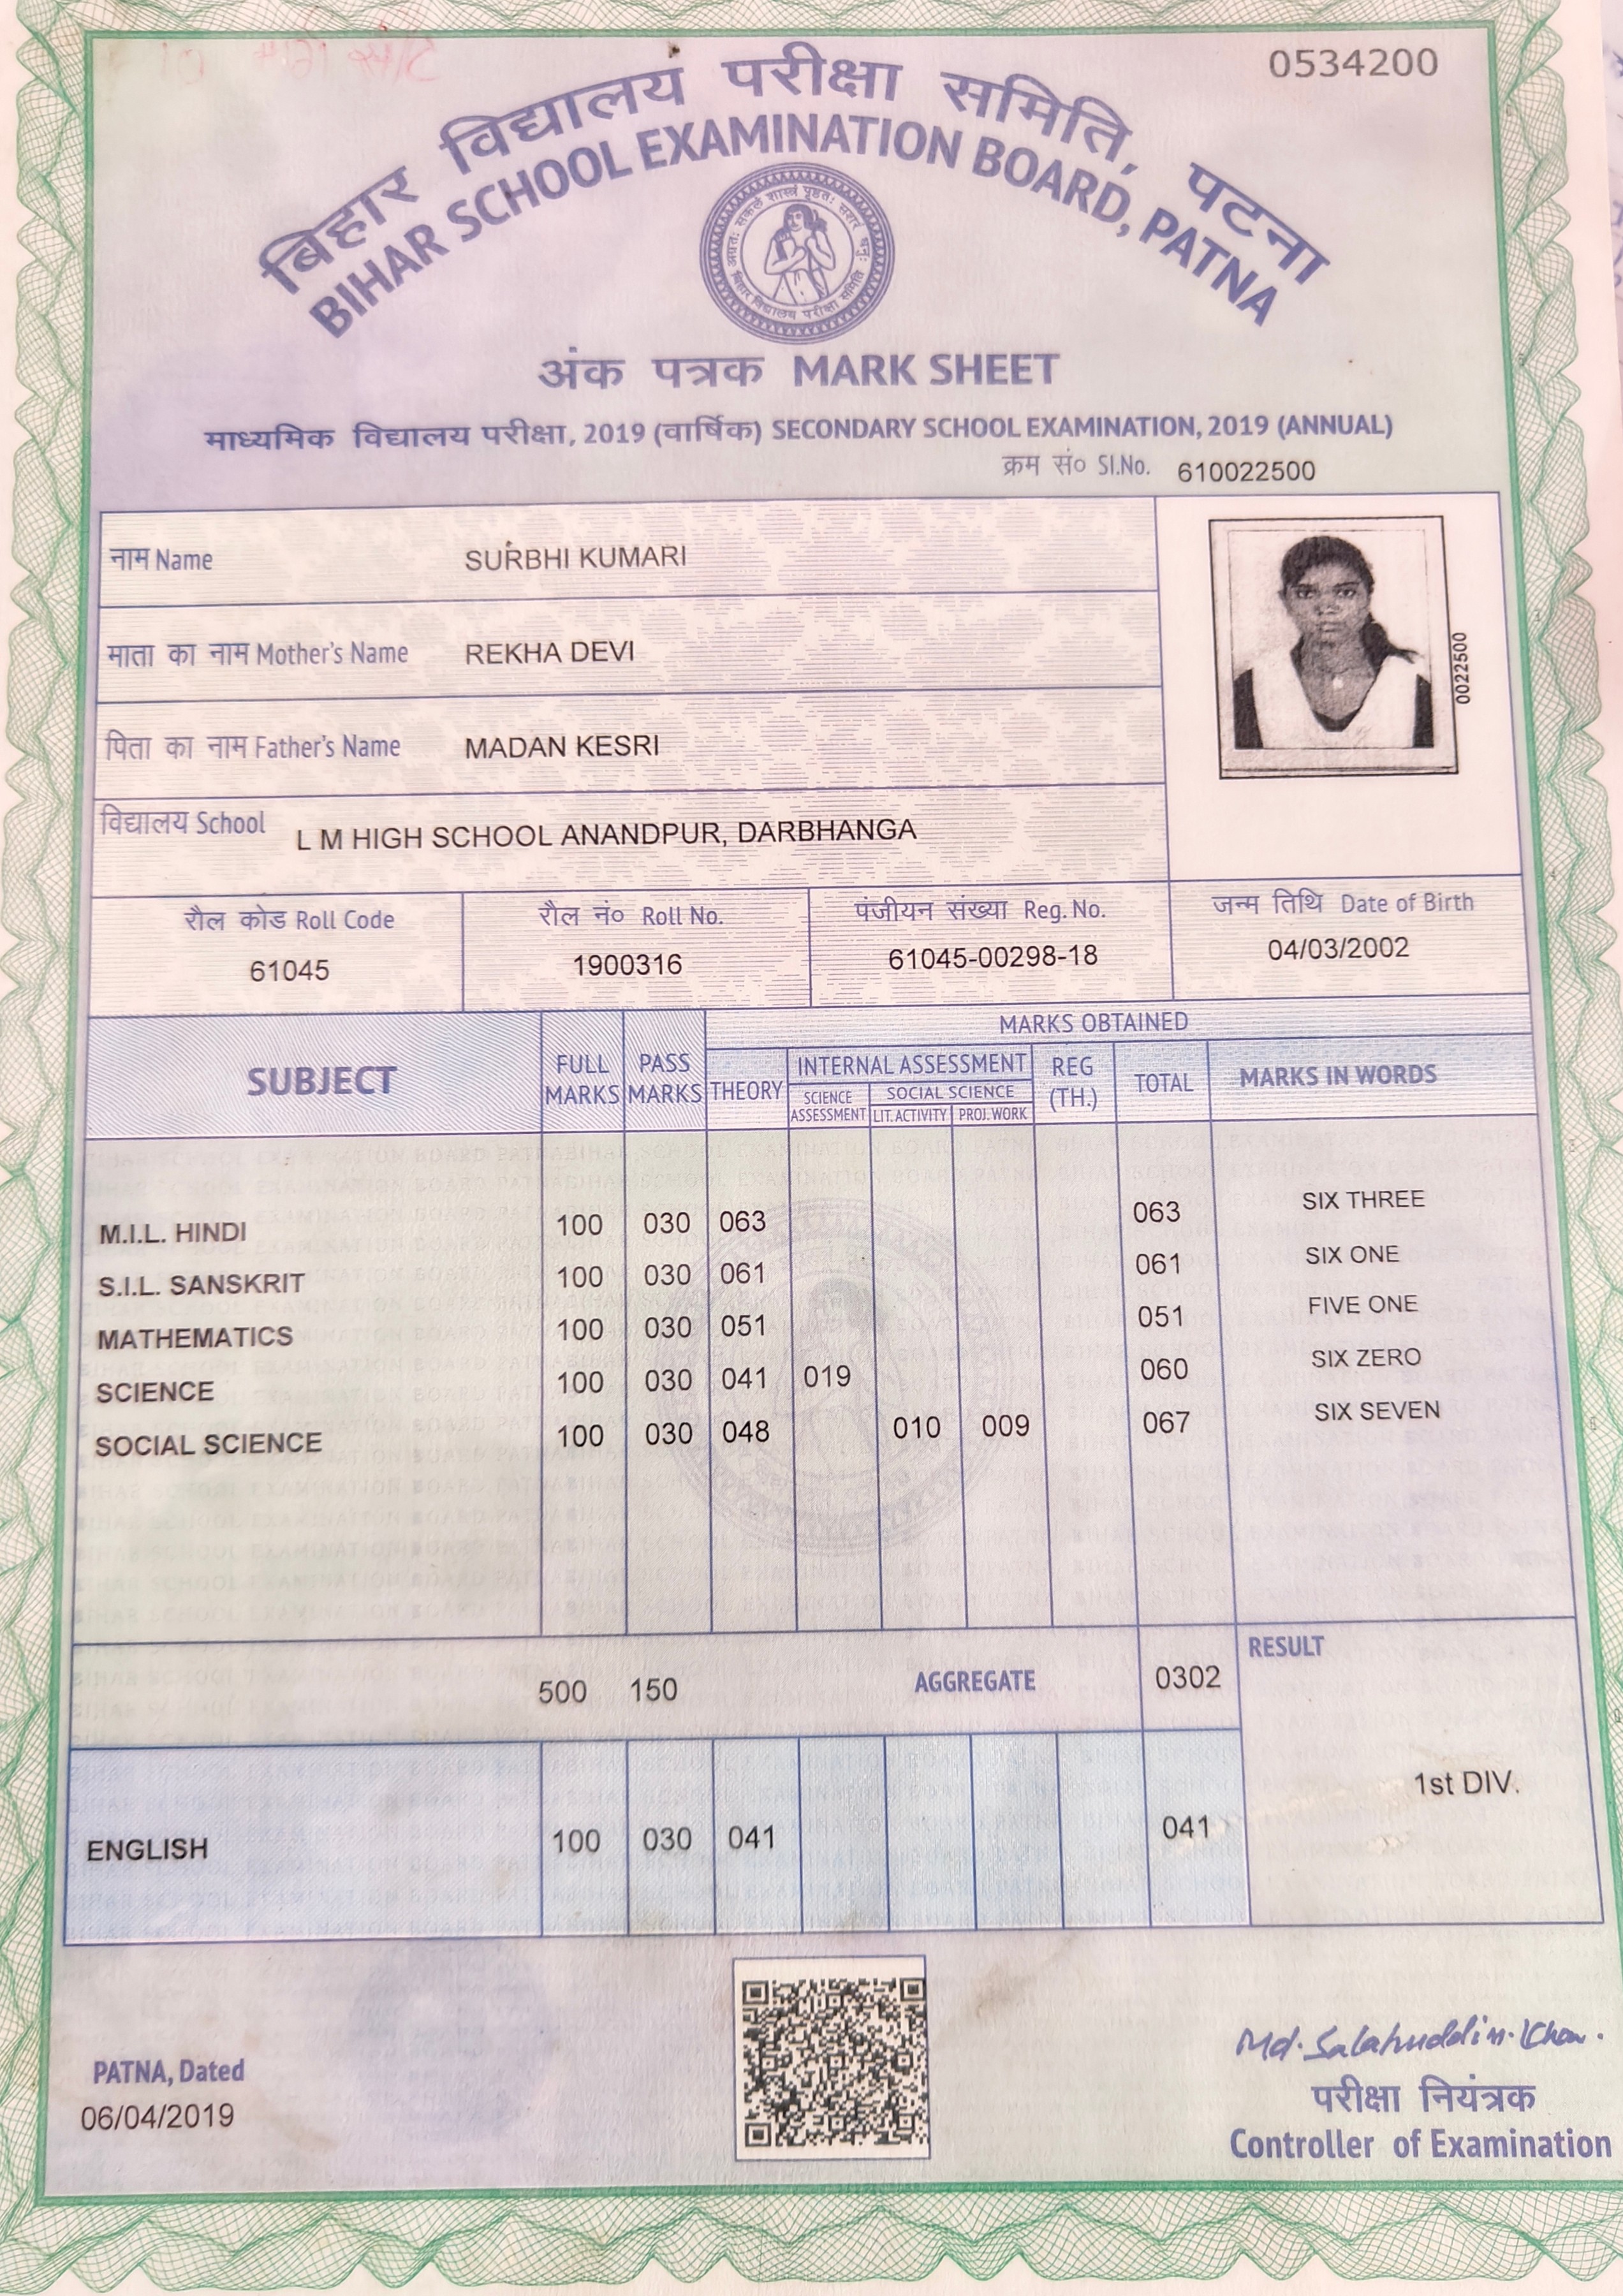 0534200
बिहार विद्यालय परीक्षा समिति, पटना
BIHAR SCHOOL EXAMINATION BOARD, PATNA
अंक पत्रक MARK SHEET
माध्यमिक विद्यालय परीक्षा, 2019 (वार्षिक) SECONDARY SCHOOL EXAMINATION, 2019 (ANNUAL)
क्रम सं० Sl.No. 610022500
नाम Name SURBHI KUMARI
माता का नाम Mother's Name REKHA DEVI
0022500
पिता का नाम Father's Name MADAN KESRI
विद्यालय School L M HIGH SCHOOL ANANDPUR, DARBHANGA
रौल कोड Roll Code रौल नं० Roll No. पंजीयन संख्या Reg. No. जन्म तिथि Date of Birth
61045 1900316 61045-00298-18 04/03/2002
MARKS OBTAINED
SUBJECT FULL MARKS PASS MARKS THEORY INTERNAL ASSESSMENT REG (TH.) TOTAL MARKS IN WORDS
SCIENCE ASSESSMENT SOCIAL SCIENCE
LIT. ACTIVITY PROJ. WORK
M.I.L. HINDI 100 030 063 063 SIX THREE
S.I.L. SANSKRIT 100 030 061 061 SIX ONE
MATHEMATICS 100 030 051 051 FIVE ONE
SCIENCE 100 030 041 019 060 SIX ZERO
SOCIAL SCIENCE 100 030 048 010 009 067 SIX SEVEN
500 150 AGGREGATE 0302 RESULT
1st DIV.
ENGLISH 100 030 041 041
PATNA, Dated
06/04/2019
Md. Salahuddin Khan.
परीक्षा नियंत्रक
Controller of Examination